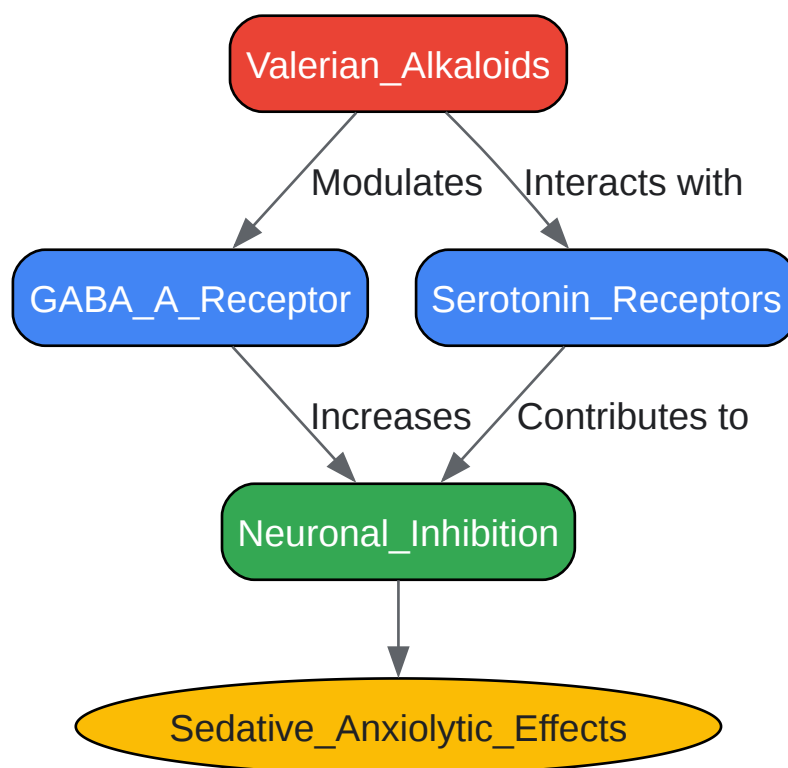 Valerian_Alkaloids
Modulates
Interacts with
GABA_A_Receptor
Serotonin_Receptors
Increases
Contributes to
Neuronal_Inhibition
Sedative_Anxiolytic_Effects